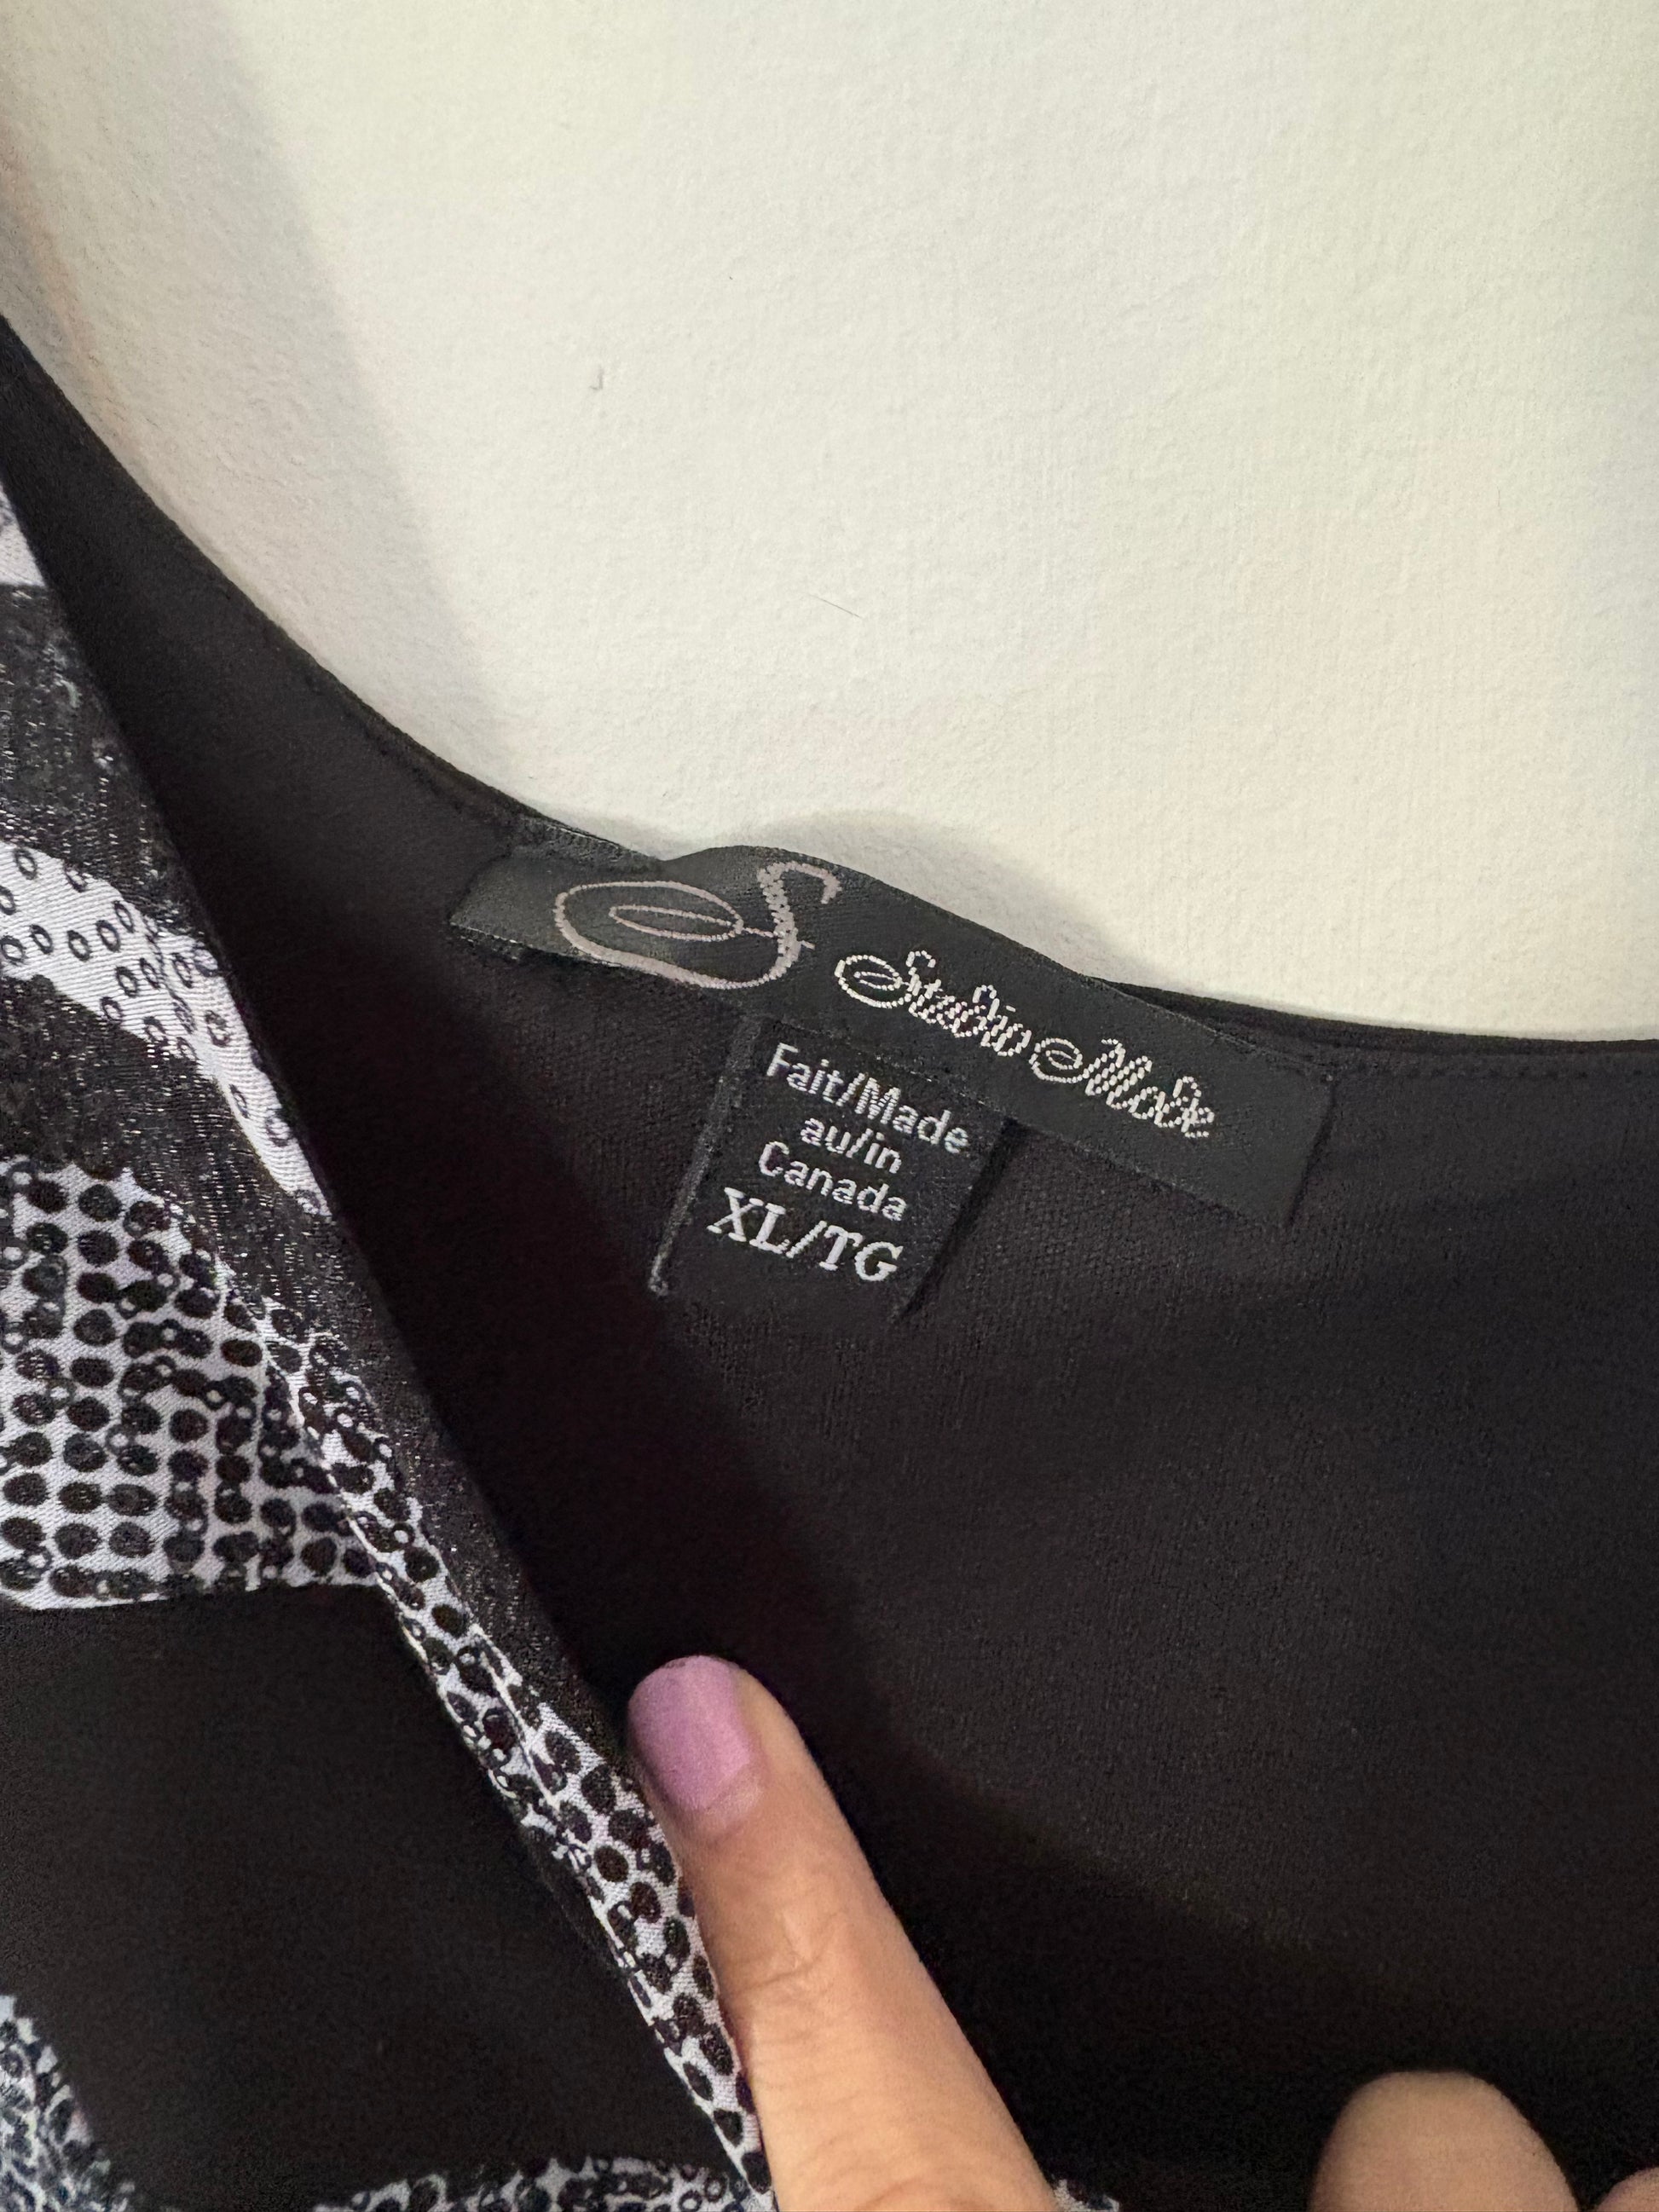 S Studio Mode
Fait/Made
au/in
Canada
XL/TG